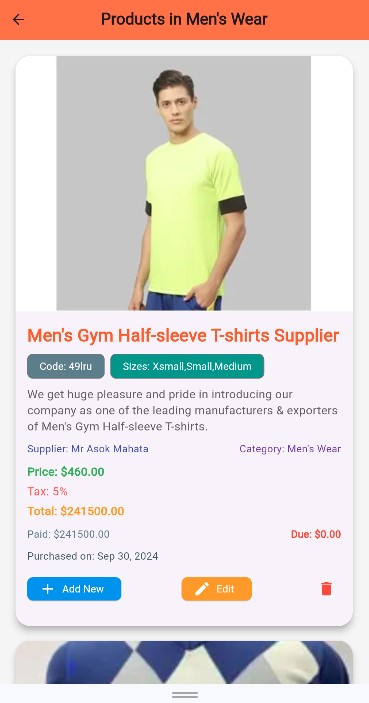 Products in Men's Wear
Men's Gym Half-sleeve T-shirts Supplier
Code: 49lru
Sizes: Xsmall,Small,Medium
We get huge pleasure and pride in introducing our
company as one of the leading manufacturers & exporters
of Men's Gym Half-sleeve T-shirts.
Supplier: Mr Asok Mahata
Category: Men's Wear
Price: $460.00
Tax: 5%
Total: $241500.00
Paid: $241500.00
Due: $0.00
Purchased on: Sep 30, 2024
Add New
Edit